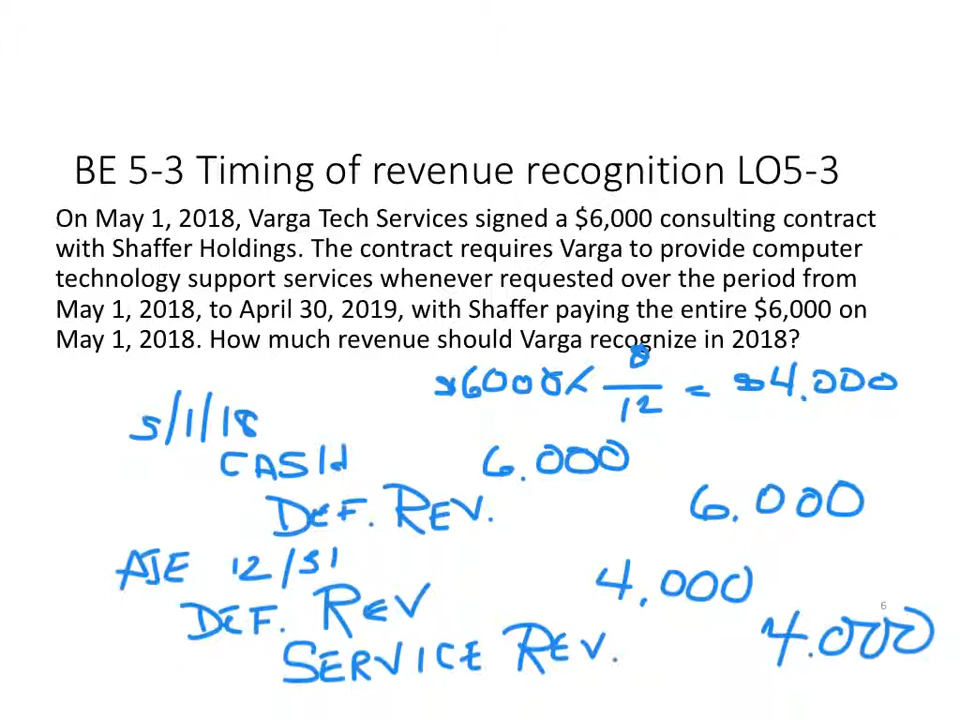 BE 5-3 Timing of revenue recognition LO5-3
On May 1, 2018, Varga Tech Services signed a $6,000 consulting contract
with Shaffer Holdings. The contract requires Varga to provide computer
technology support services whenever requested over the period from
May 1, 2018, to April 30, 2019, with Shaffer paying the entire $6,000 on
May 1, 2018. How much revenue should Varga recognize in 2018?
$6000 x 8/12 = $4.000
5/1/18
CASH 6.000
DEF. REV. 6.000
AJE 12/31
DEF. REV 4,000
6
SERVICE REV. 4.000